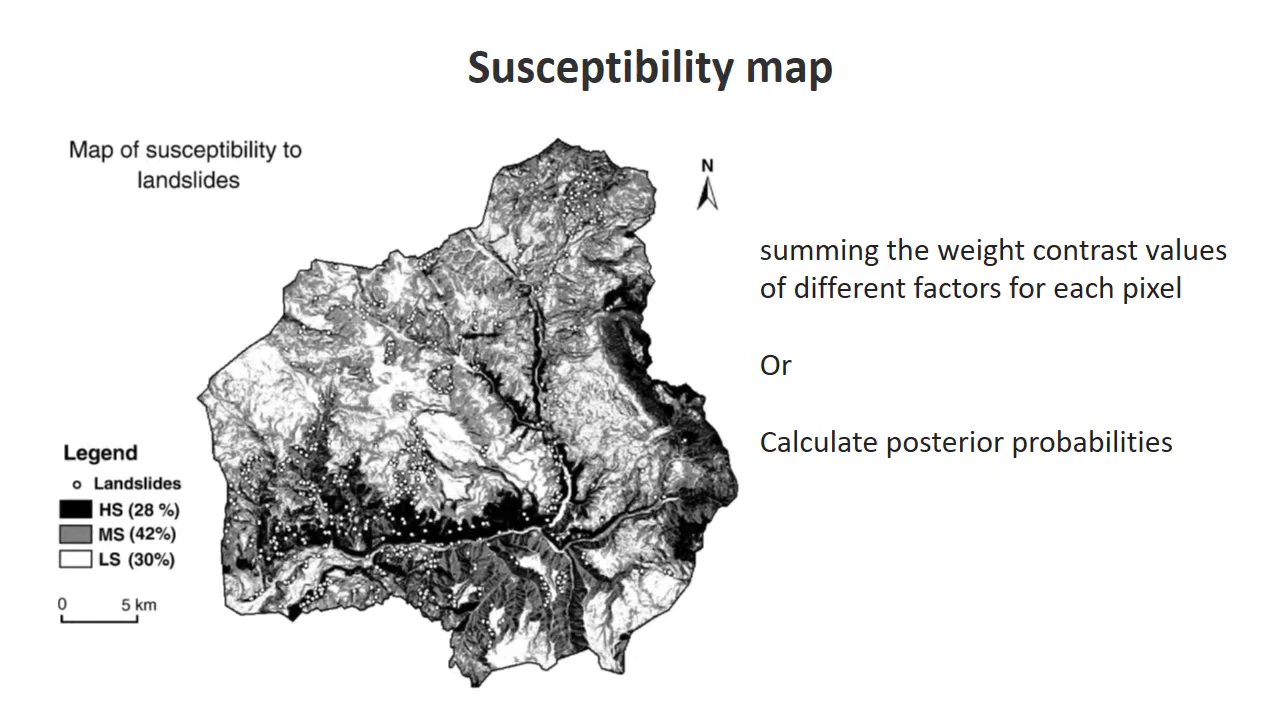 Susceptibility map
Map of susceptibility to
landslides
N
summing the weight contrast values
of different factors for each pixel
Or
Calculate posterior probabilities
Legend
Landslides
HS (28 %)
MS (42%)
LS (30%)
0 5 km